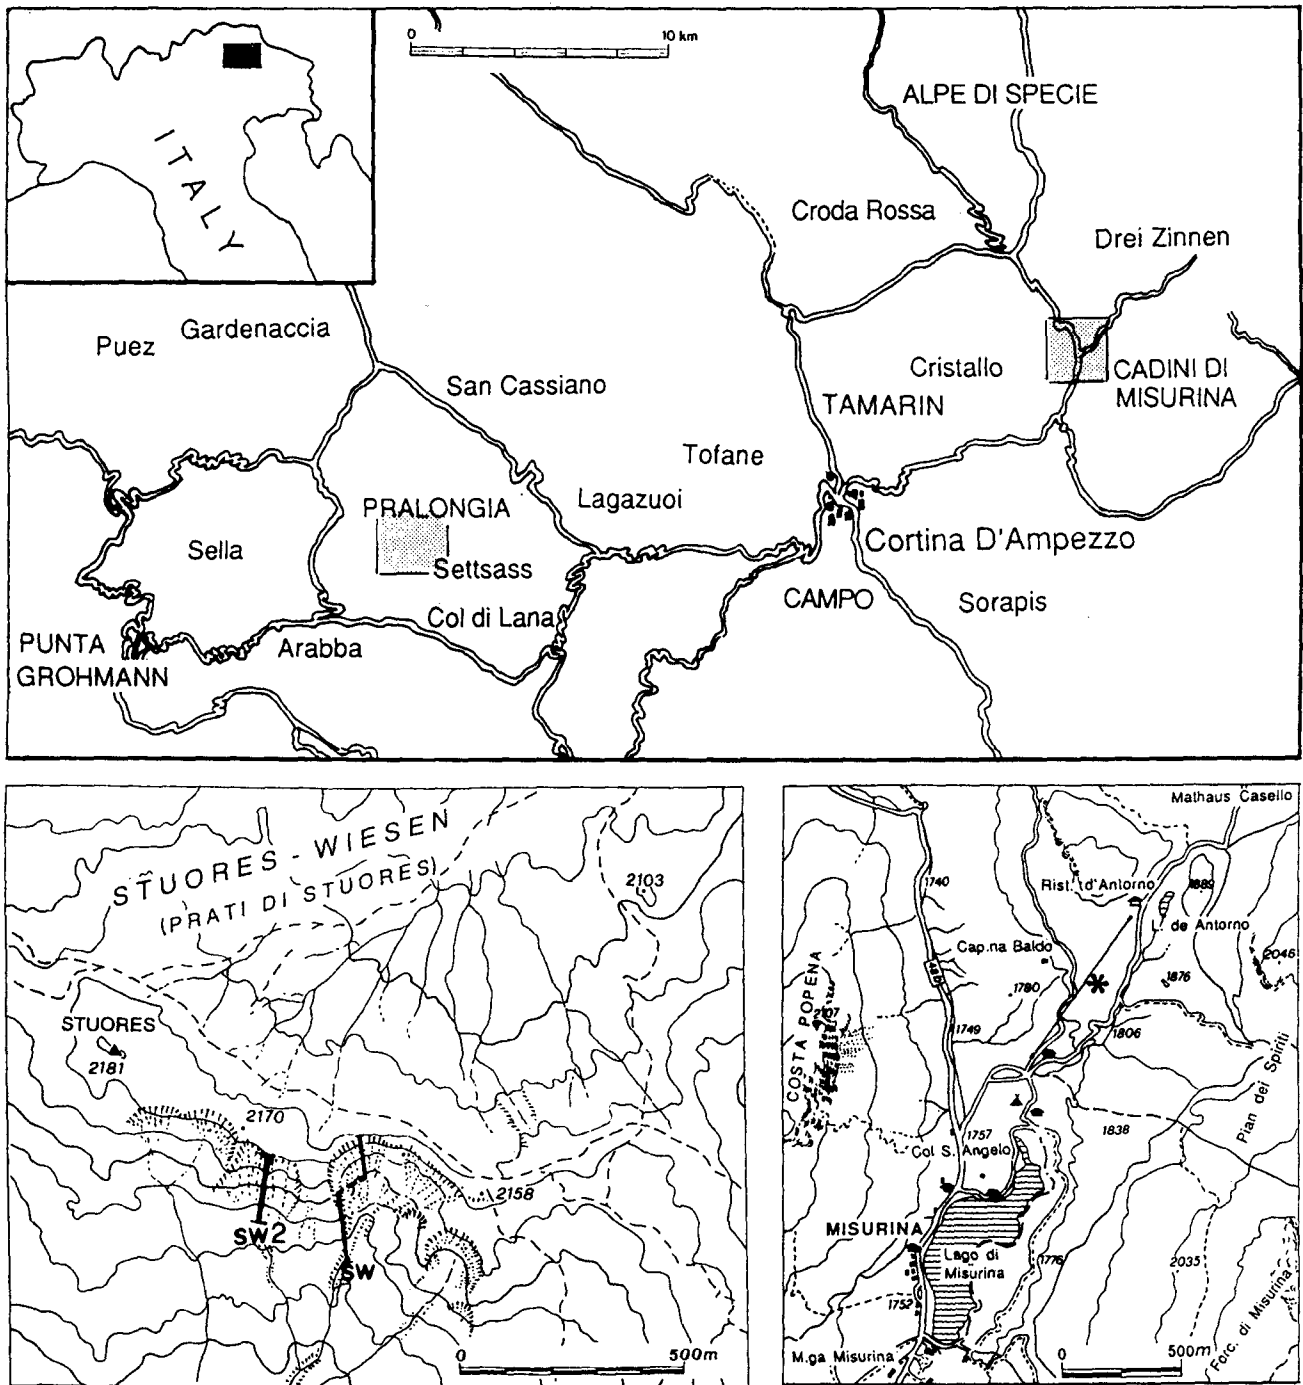 0 10 km
ITALY
ALPE DI SPECIE
Croda Rossa
Drei Zinnen
Gardenaccia
Puez
San Cassiano
Cristallo
CADINI DI
MISURINA
TAMARIN
Tofane
Lagazuoi
PRALONGIA
Sella
Settsass
Cortina D'Ampezzo
CAMPO
Sorapis
Col di Lana
Arabba
PUNTA
GROHMANN
STUORES - WIESEN
(PRATI DI STUORES)
2103
STUORES
2181
2170
2158
SW2
SW
0 500m
Mathaus Casello
1740
Rist. d'Antorno
1889
L. de Antorno
Cap.na Baldo
2046
1876
1780
48b
COSTA POPENA
2107
1749
1806
Pian dei Spiriti
1757
1838
Col S. Angelo
MISURINA
Lago di
Misurina
1776
2035
1752
Forc. di Misurina
M.ga Misurina
0 500m